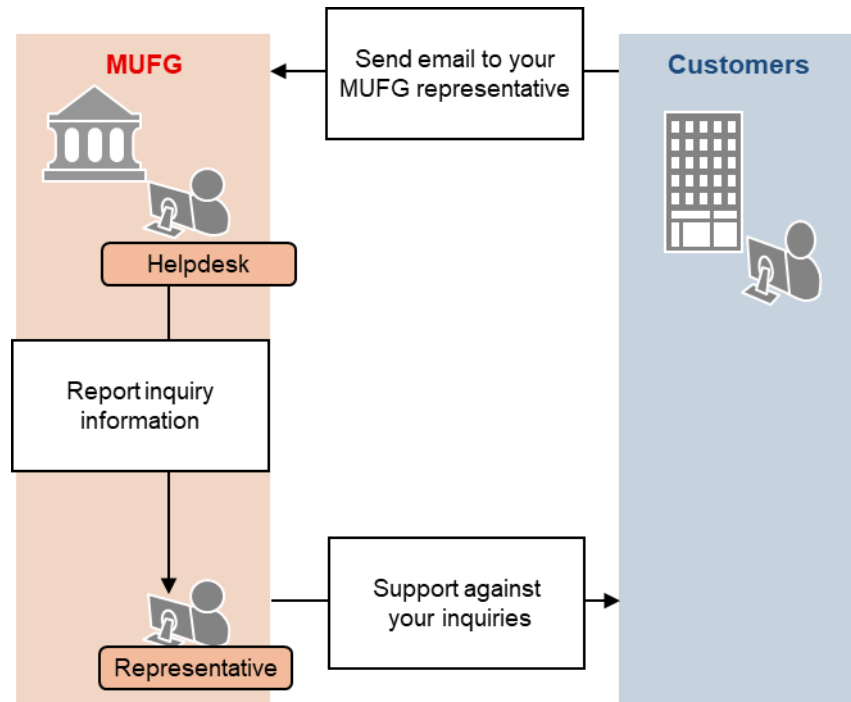 MUFG
Send email to your
MUFG representative
Customers
Helpdesk
Report inquiry
information
Support against
your inquiries
Representative